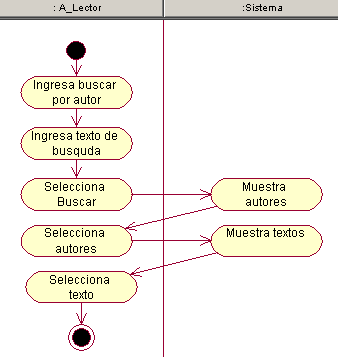 : A_Lector
:Sistema
Ingresa buscar
por autor
Ingresa texto de
busquda
Selecciona
Buscar
Muestra
autores
Selecciona
autores
Muestra textos
Selecciona
texto